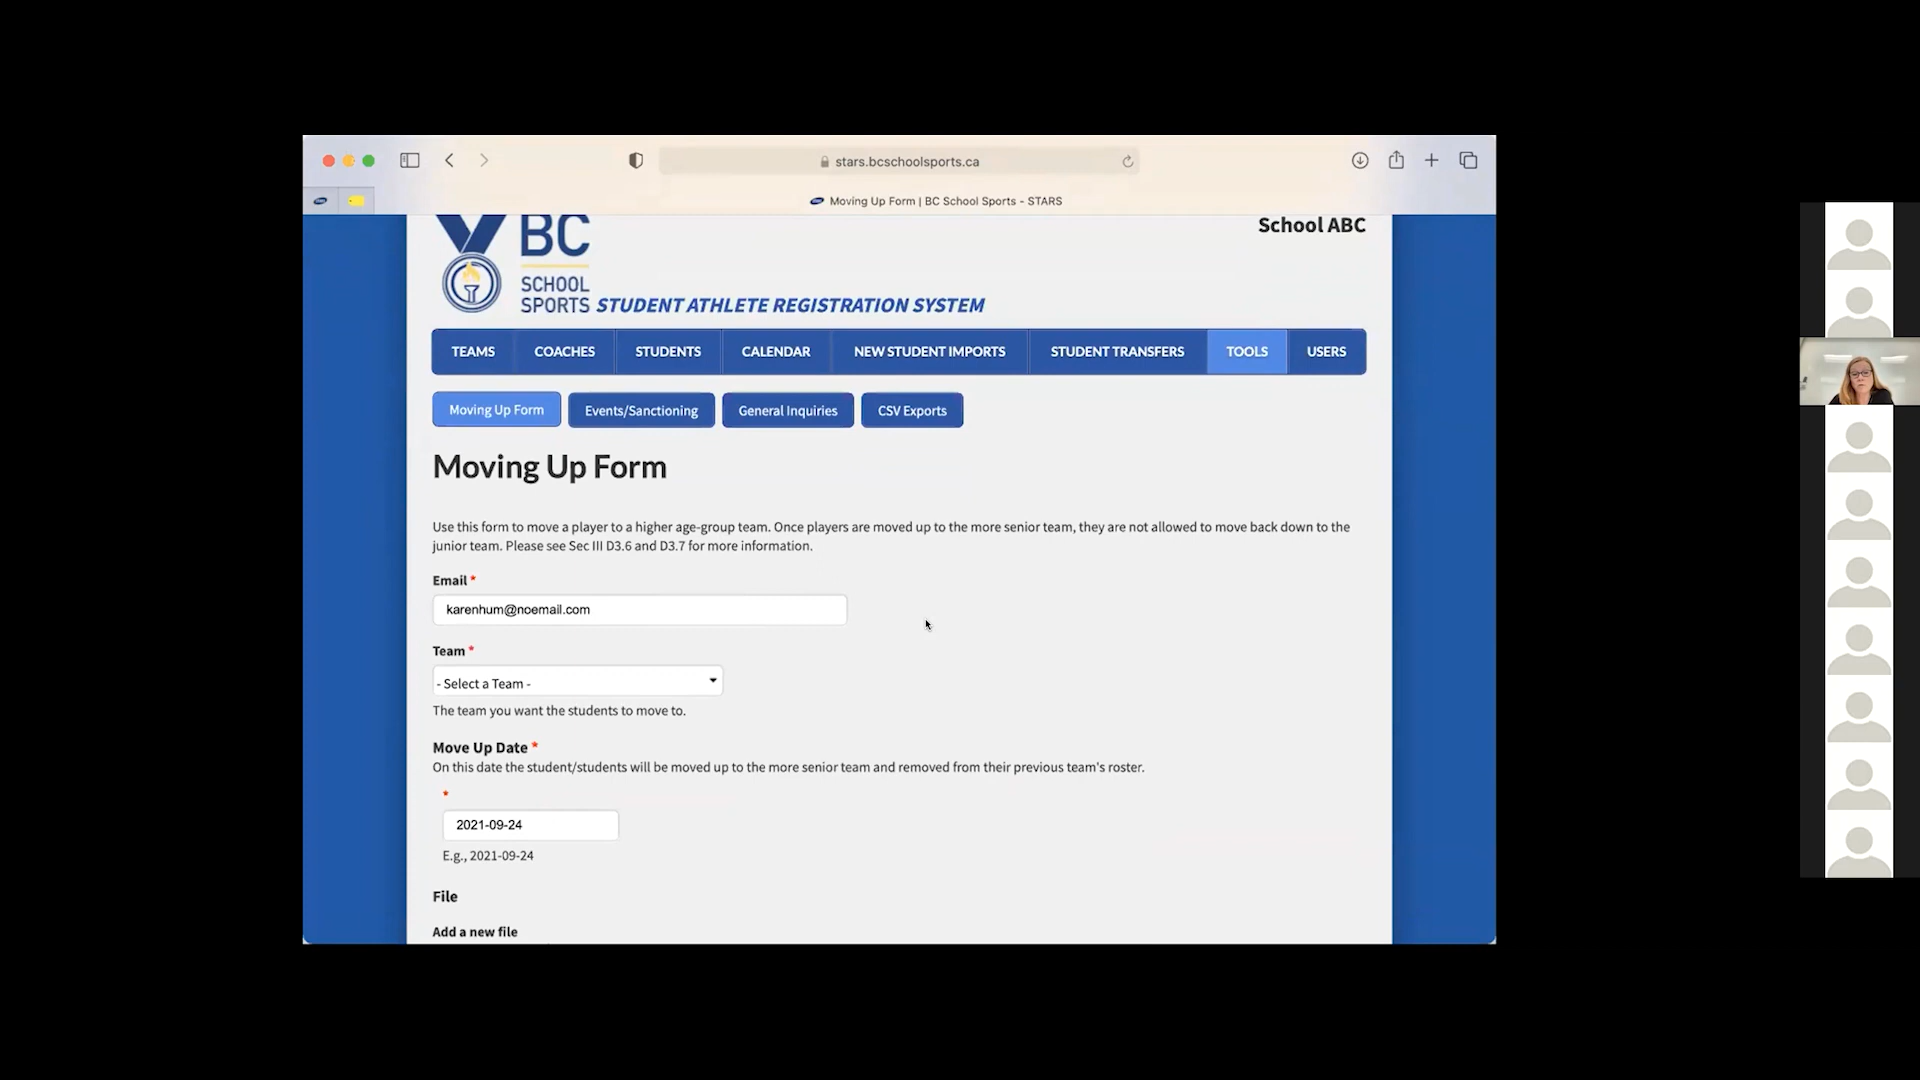 stars.bcschoolsports.ca
Moving Up Form | BC School Sports - STARS
BC
SCHOOL
SPORTS
STUDENT ATHLETE REGISTRATION SYSTEM
School ABC
TEAMS
COACHES
STUDENTS
CALENDAR
NEW STUDENT IMPORTS
STUDENT TRANSFERS
TOOLS
USERS
Moving Up Form
Events/Sanctioning
General Inquiries
CSV Exports
Moving Up Form
Use this form to move a player to a higher age-group team. Once players are moved up to the more senior team, they are not allowed to move back down to the
junior team. Please see Sec III D3.6 and D3.7 for more information.
Email *
karenhum@noemail.com
Team *
- Select a Team -
The team you want the students to move to.
Move Up Date *
On this date the student/students will be moved up to the more senior team and removed from their previous team's roster.
*
2021-09-24
E.g., 2021-09-24
File
Add a new file